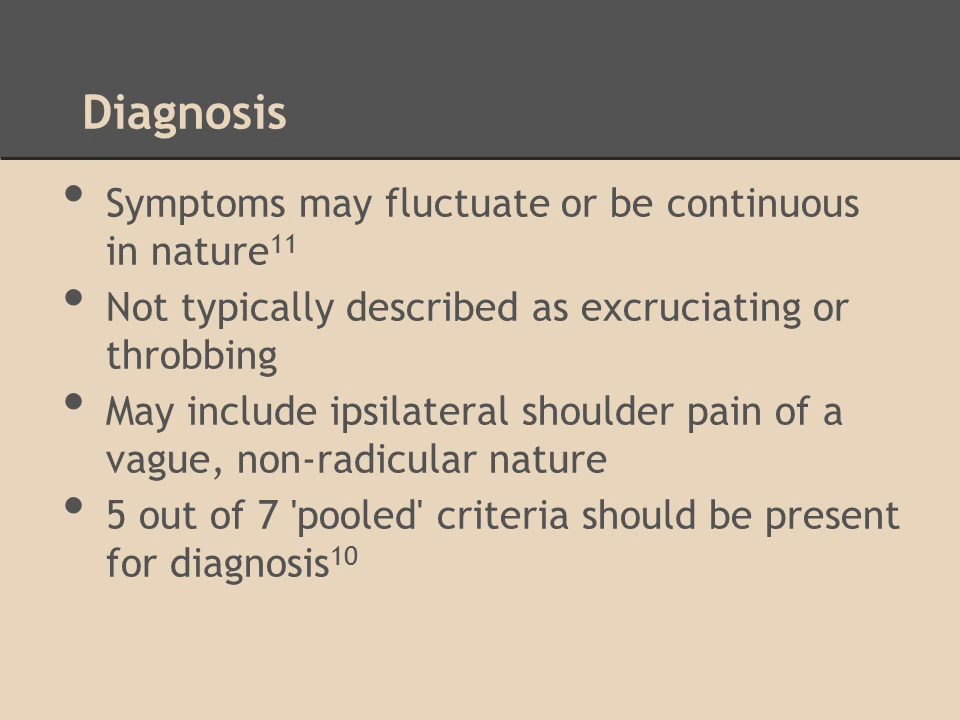 Diagnosis
• Symptoms may fluctuate or be continuous
in nature¹¹
• Not typically described as excruciating or
throbbing
• May include ipsilateral shoulder pain of a
vague, non-radicular nature
• 5 out of 7 'pooled' criteria should be present
for diagnosis¹⁰